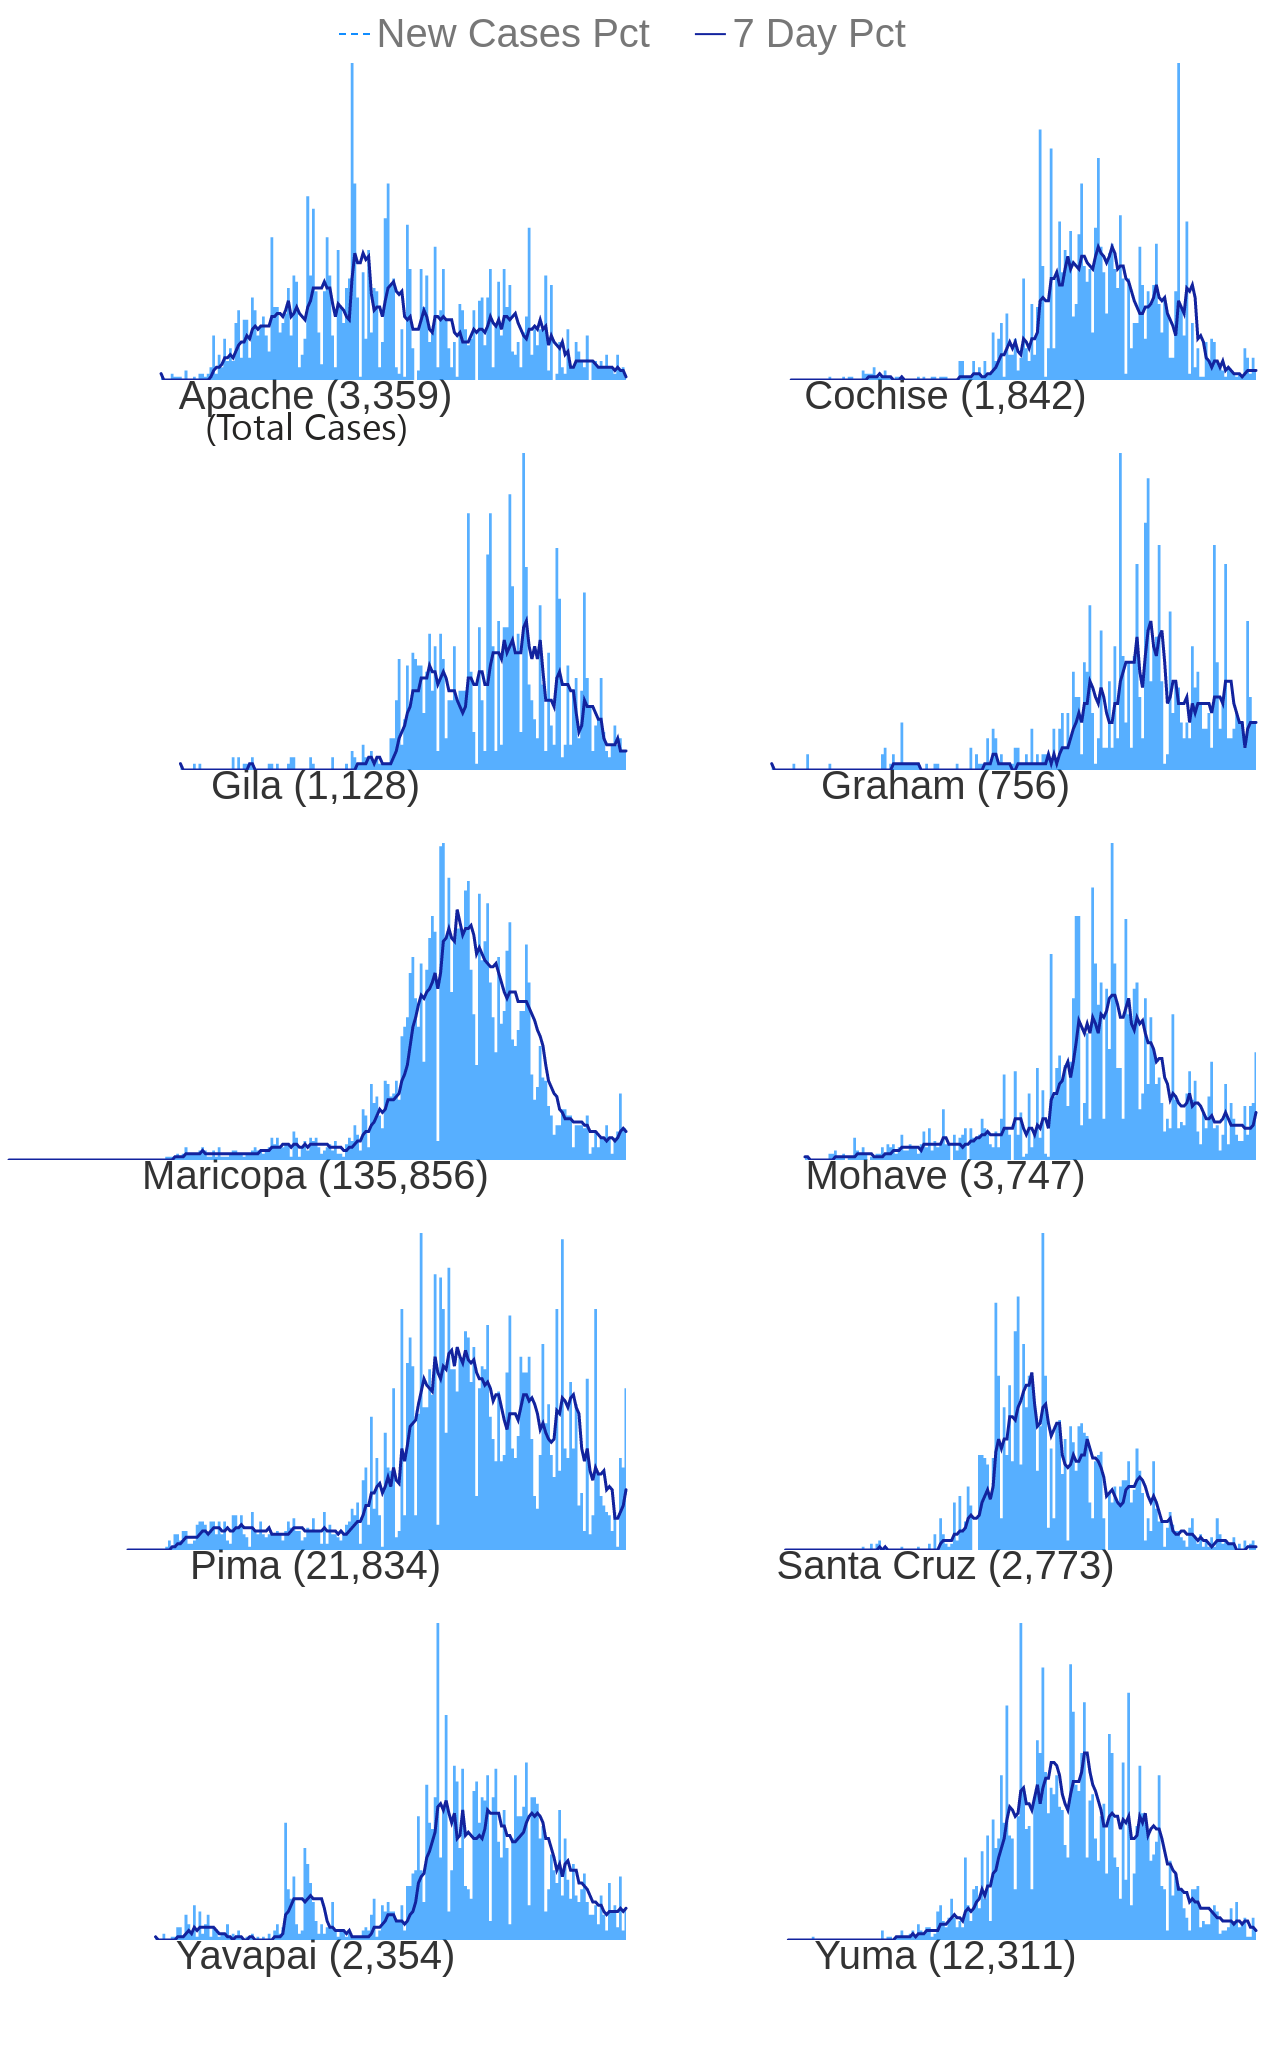 New Cases Pct 7 Day Pct
Apache (3,359) Cochise (1,842)
(Total Cases)
Gila (1,128) Graham (756)
Maricopa (135,856) Mohave (3,747)
Pima (21,834) Santa Cruz (2,773)
Yavapai (2,354) Yuma (12,311)